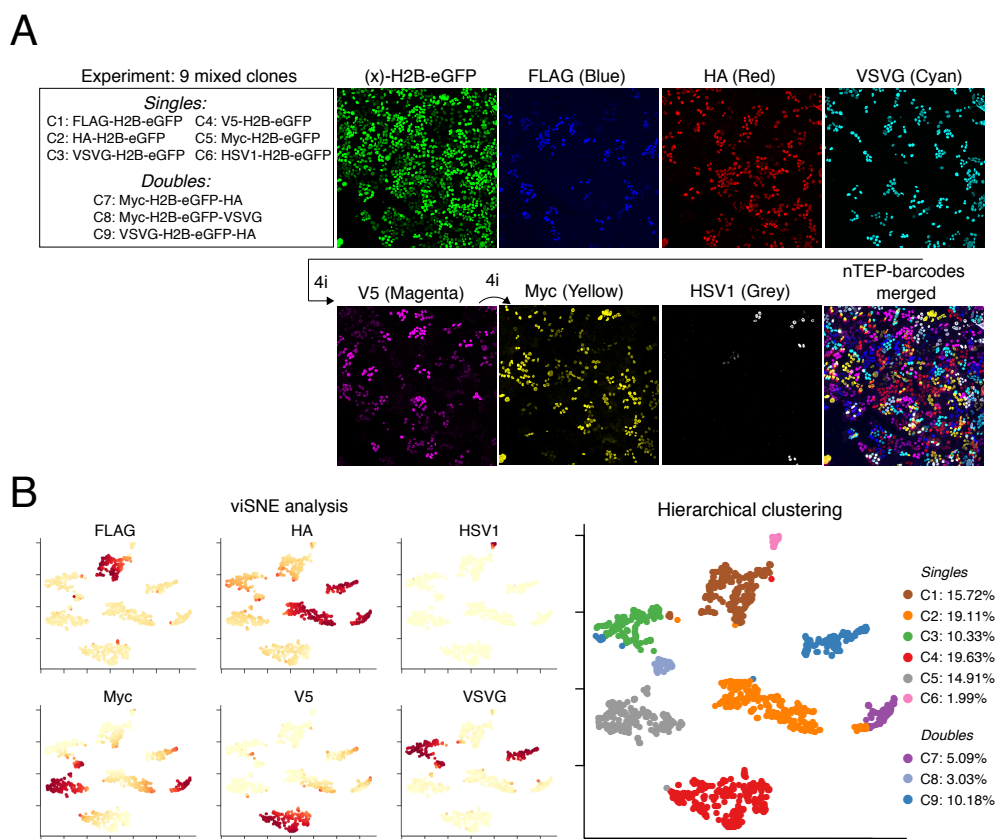 A
Experiment: 9 mixed clones
Singles:
C1: FLAG-H2B-eGFP C4: V5-H2B-eGFP
C2: HA-H2B-eGFP C5: Myc-H2B-eGFP
C3: VSVG-H2B-eGFP C6: HSV1-H2B-eGFP
Doubles:
C7: Myc-H2B-eGFP-HA
C8: Myc-H2B-eGFP-VSVG
C9: VSVG-H2B-eGFP-HA
(x)-H2B-eGFP FLAG (Blue) HA (Red) VSVG (Cyan)
4i V5 (Magenta) 4i Myc (Yellow) HSV1 (Grey) nTEP-barcodes
merged
B
viSNE analysis
FLAG HA HSV1
Myc V5 VSVG
Hierarchical clustering
Singles
C1: 15.72%
C2: 19.11%
C3: 10.33%
C4: 19.63%
C5: 14.91%
C6: 1.99%
Doubles
C7: 5.09%
C8: 3.03%
C9: 10.18%